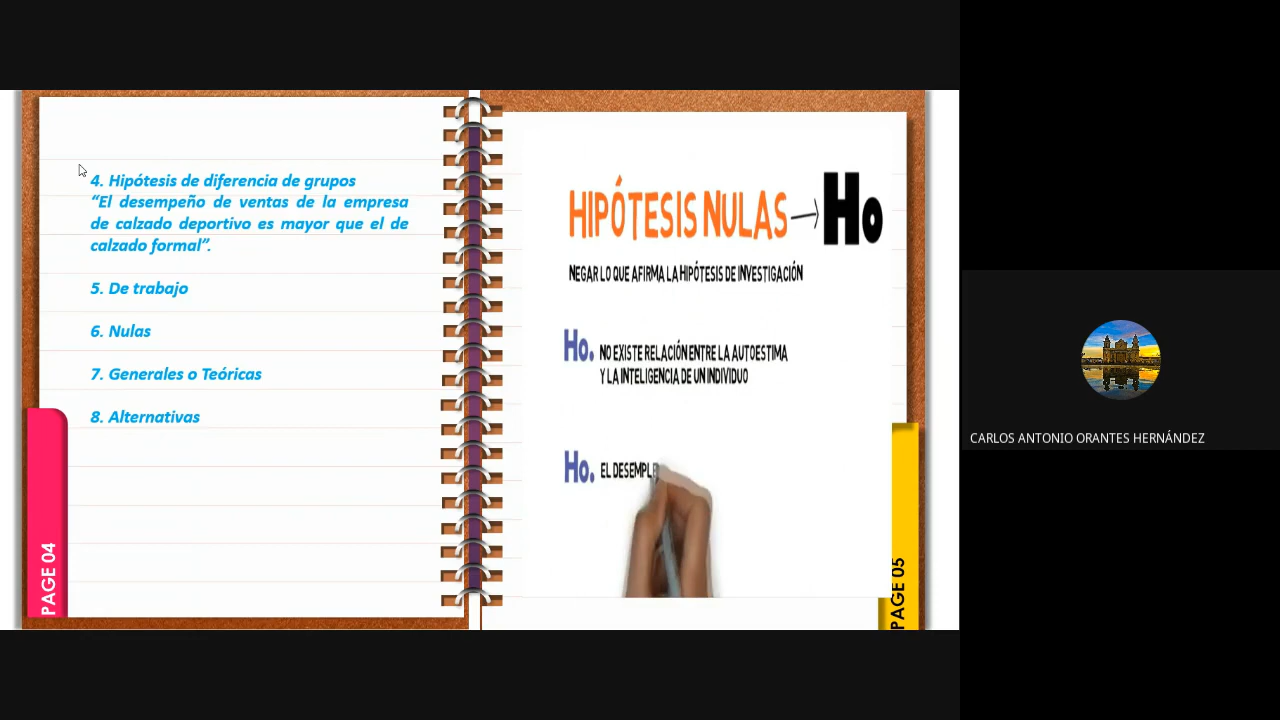 4. Hipótesis de diferencia de grupos
“El desempeño de ventas de la empresa
de calzado deportivo es mayor que el de
calzado formal”.
5. De trabajo
6. Nulas
7. Generales o Teóricas
8. Alternativas
PAGE 04
HIPÓTESIS NULAS → Ho
NEGAR LO QUE AFIRMA LA HIPÓTESIS DE INVESTIGACIÓN
Ho. NO EXISTE RELACIÓN ENTRE LA AUTOESTIMA
Y LA INTELIGENCIA DE UN INDIVIDUO
Ho. EL DESEMPLE
PAGE 05
CARLOS ANTONIO ORANTES HERNÁNDEZ